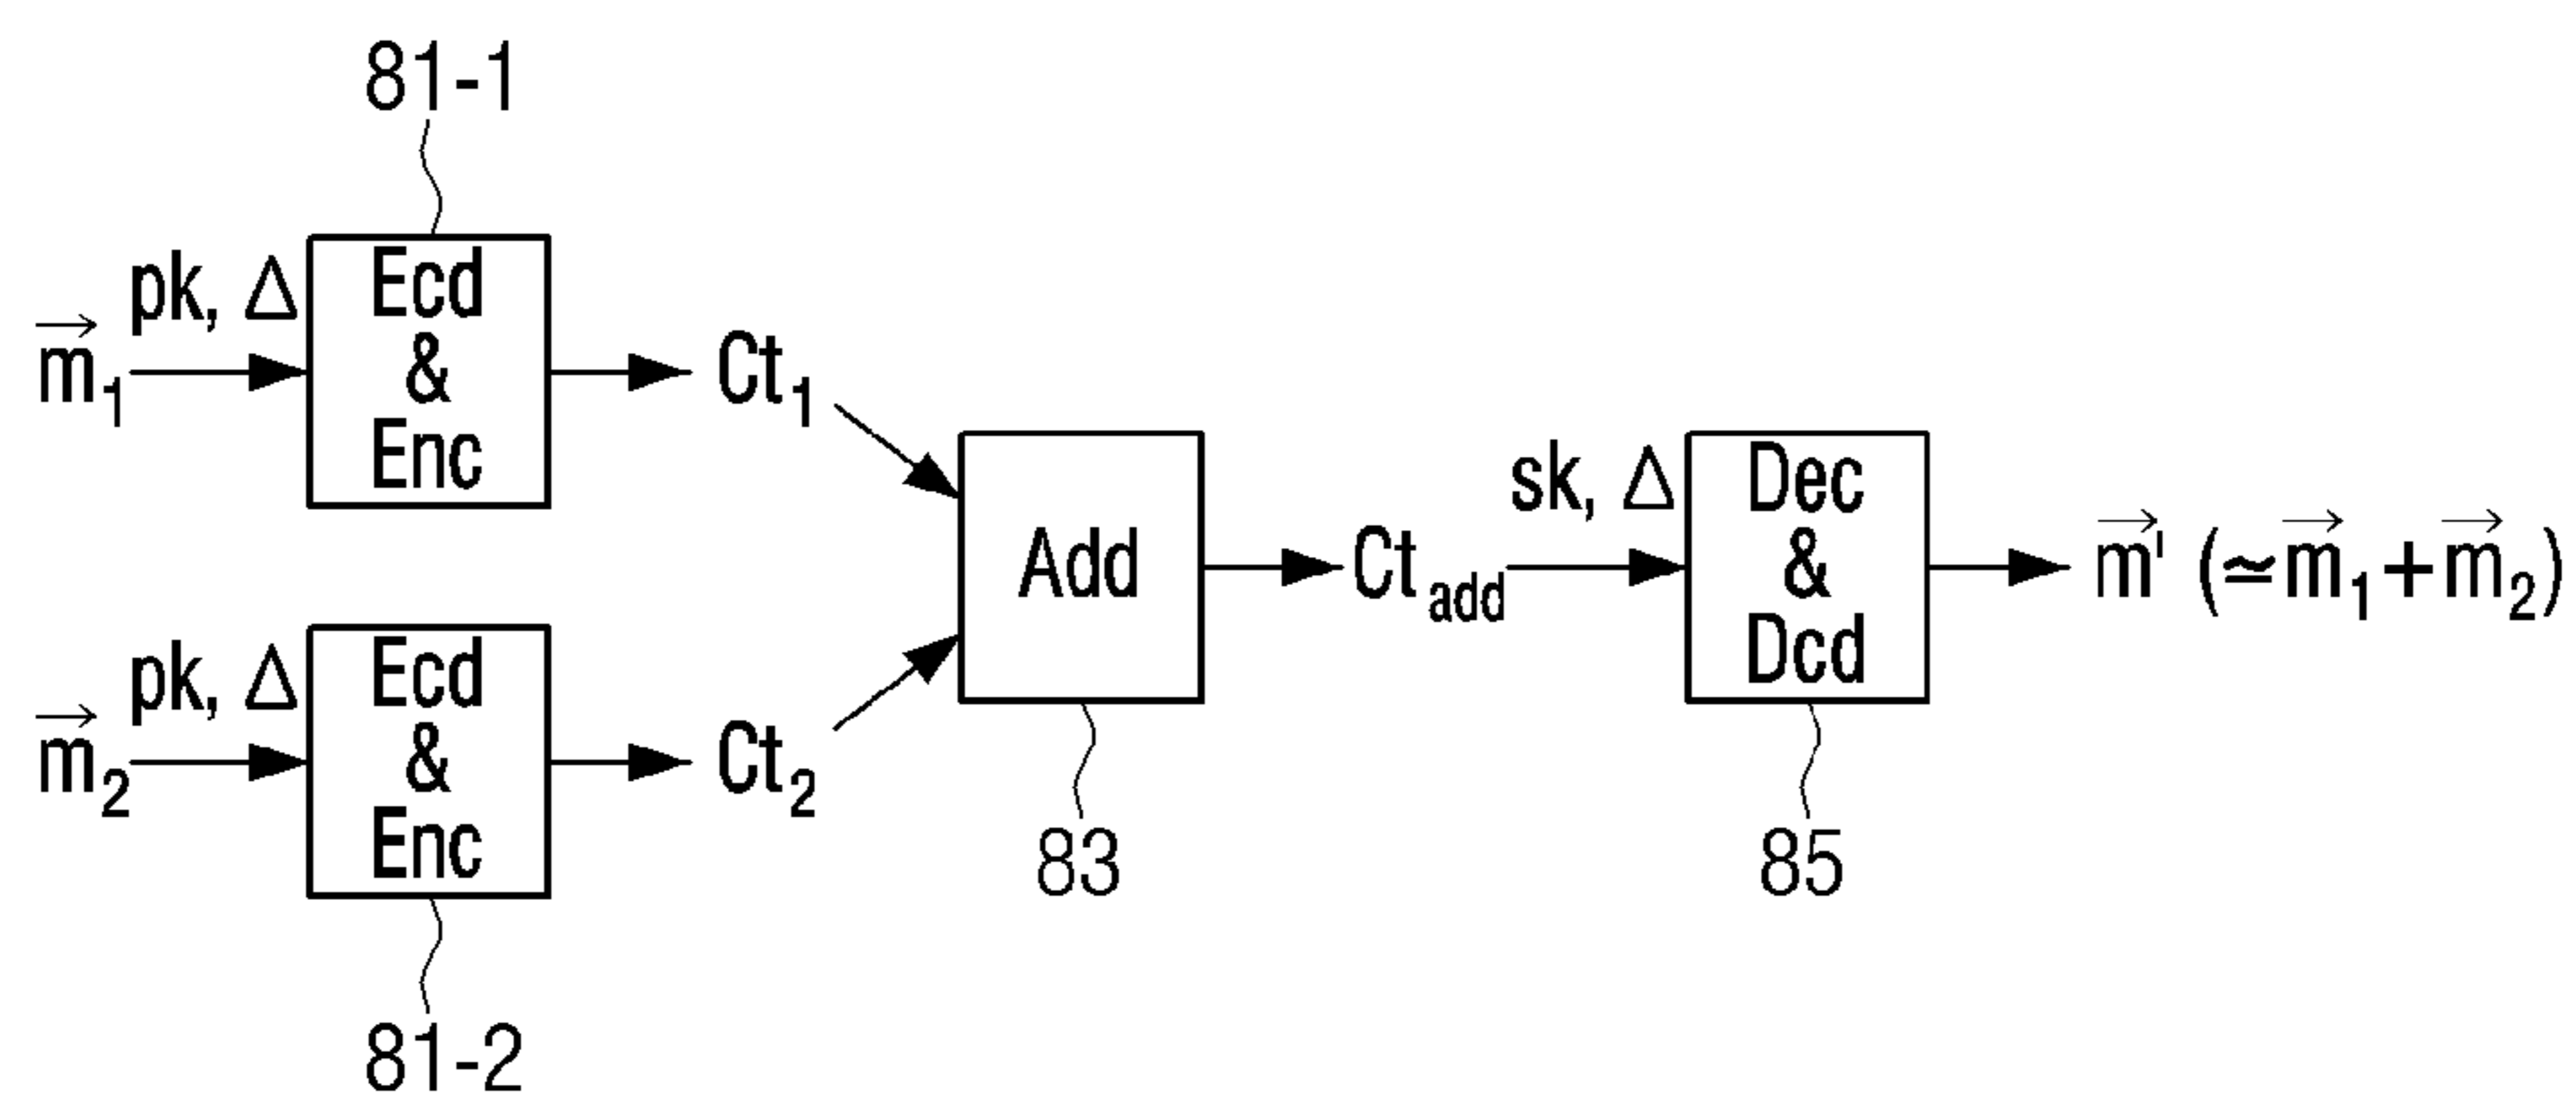 81-1
pk, Δ
m⃗₁
Ecd
&
Enc
Ct₁
pk, Δ
m⃗₂
Ecd
&
Enc
Ct₂
81-2
Add
83
Ct_add
sk, Δ
Dec
&
Dcd
85
m⃗' (≃m⃗₁+m⃗₂)